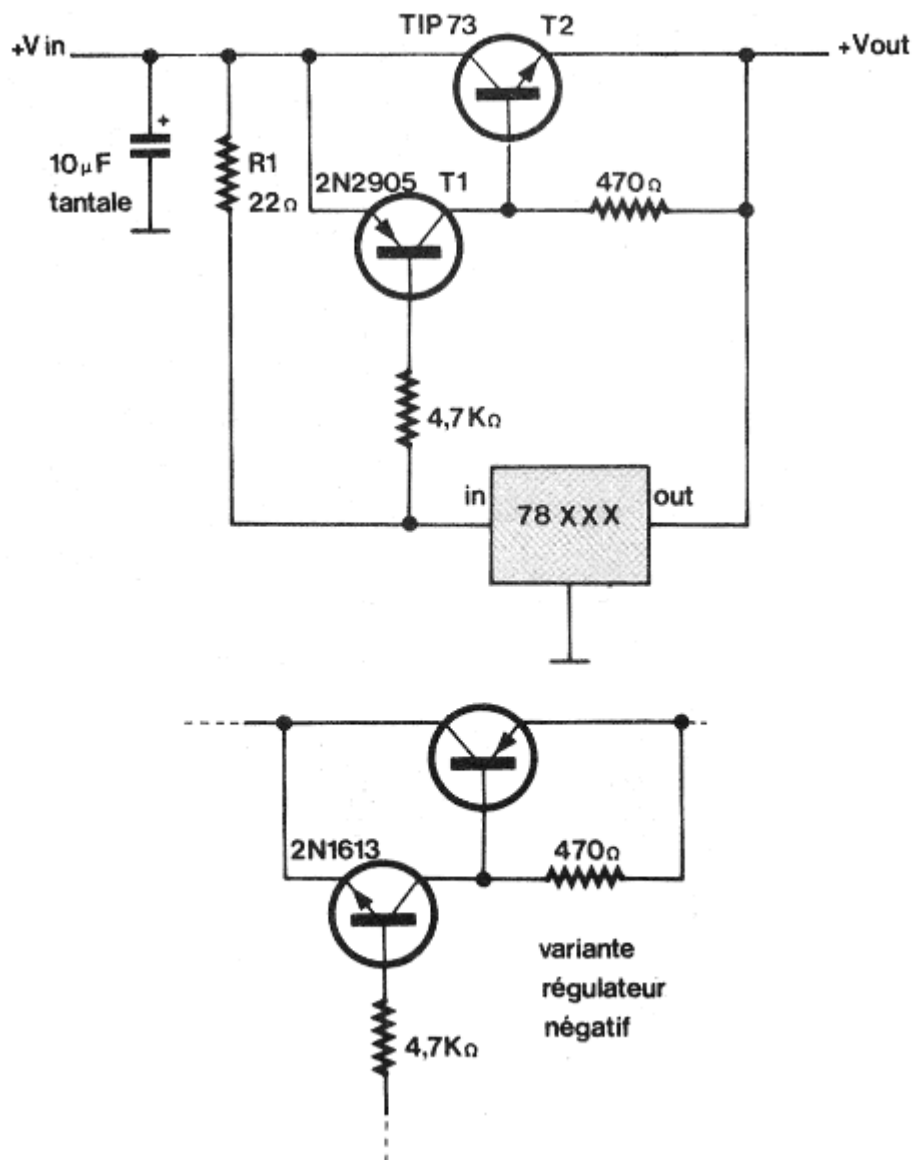 TIP 73 T2
+Vin
+Vout
+
10µF
tantale
R1
22Ω
2N2905 T1
470Ω
4,7KΩ
in
78 XXX
out
2N1613
470Ω
variante
régulateur
négatif
4,7KΩ